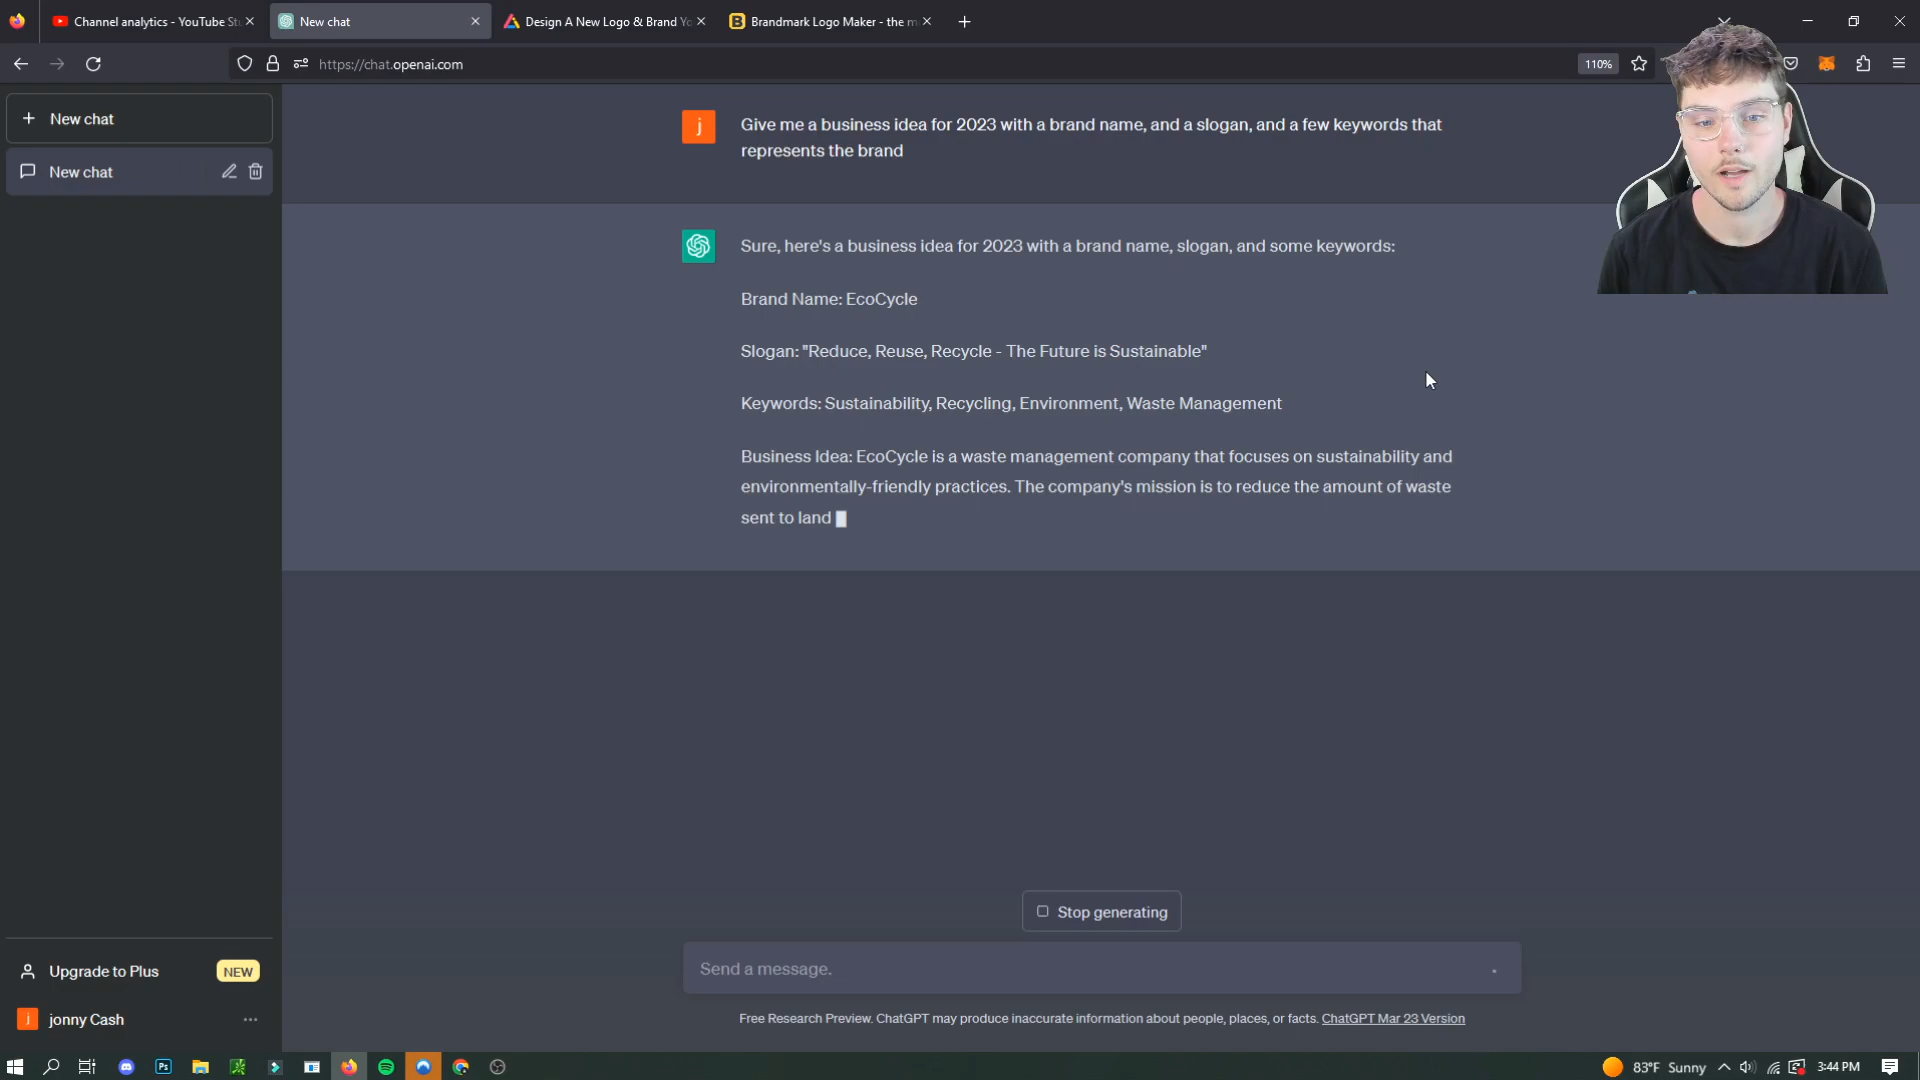 Channel analytics - YouTube Stu
New chat
Design A New Logo & Brand Yo
Brandmark Logo Maker - the m
https://chat.openai.com
110%
New chat
New chat
j
Give me a business idea for 2023 with a brand name, and a slogan, and a few keywords that
represents the brand
Sure, here's a business idea for 2023 with a brand name, slogan, and some keywords:
Brand Name: EcoCycle
Slogan: "Reduce, Reuse, Recycle - The Future is Sustainable"
Keywords: Sustainability, Recycling, Environment, Waste Management
Business Idea: EcoCycle is a waste management company that focuses on sustainability and
environmentally-friendly practices. The company's mission is to reduce the amount of waste
sent to land
Stop generating
Send a message.
Free Research Preview. ChatGPT may produce inaccurate information about people, places, or facts. ChatGPT Mar 23 Version
Upgrade to Plus
NEW
j
jonny Cash
Ps
83°F Sunny
3:44 PM